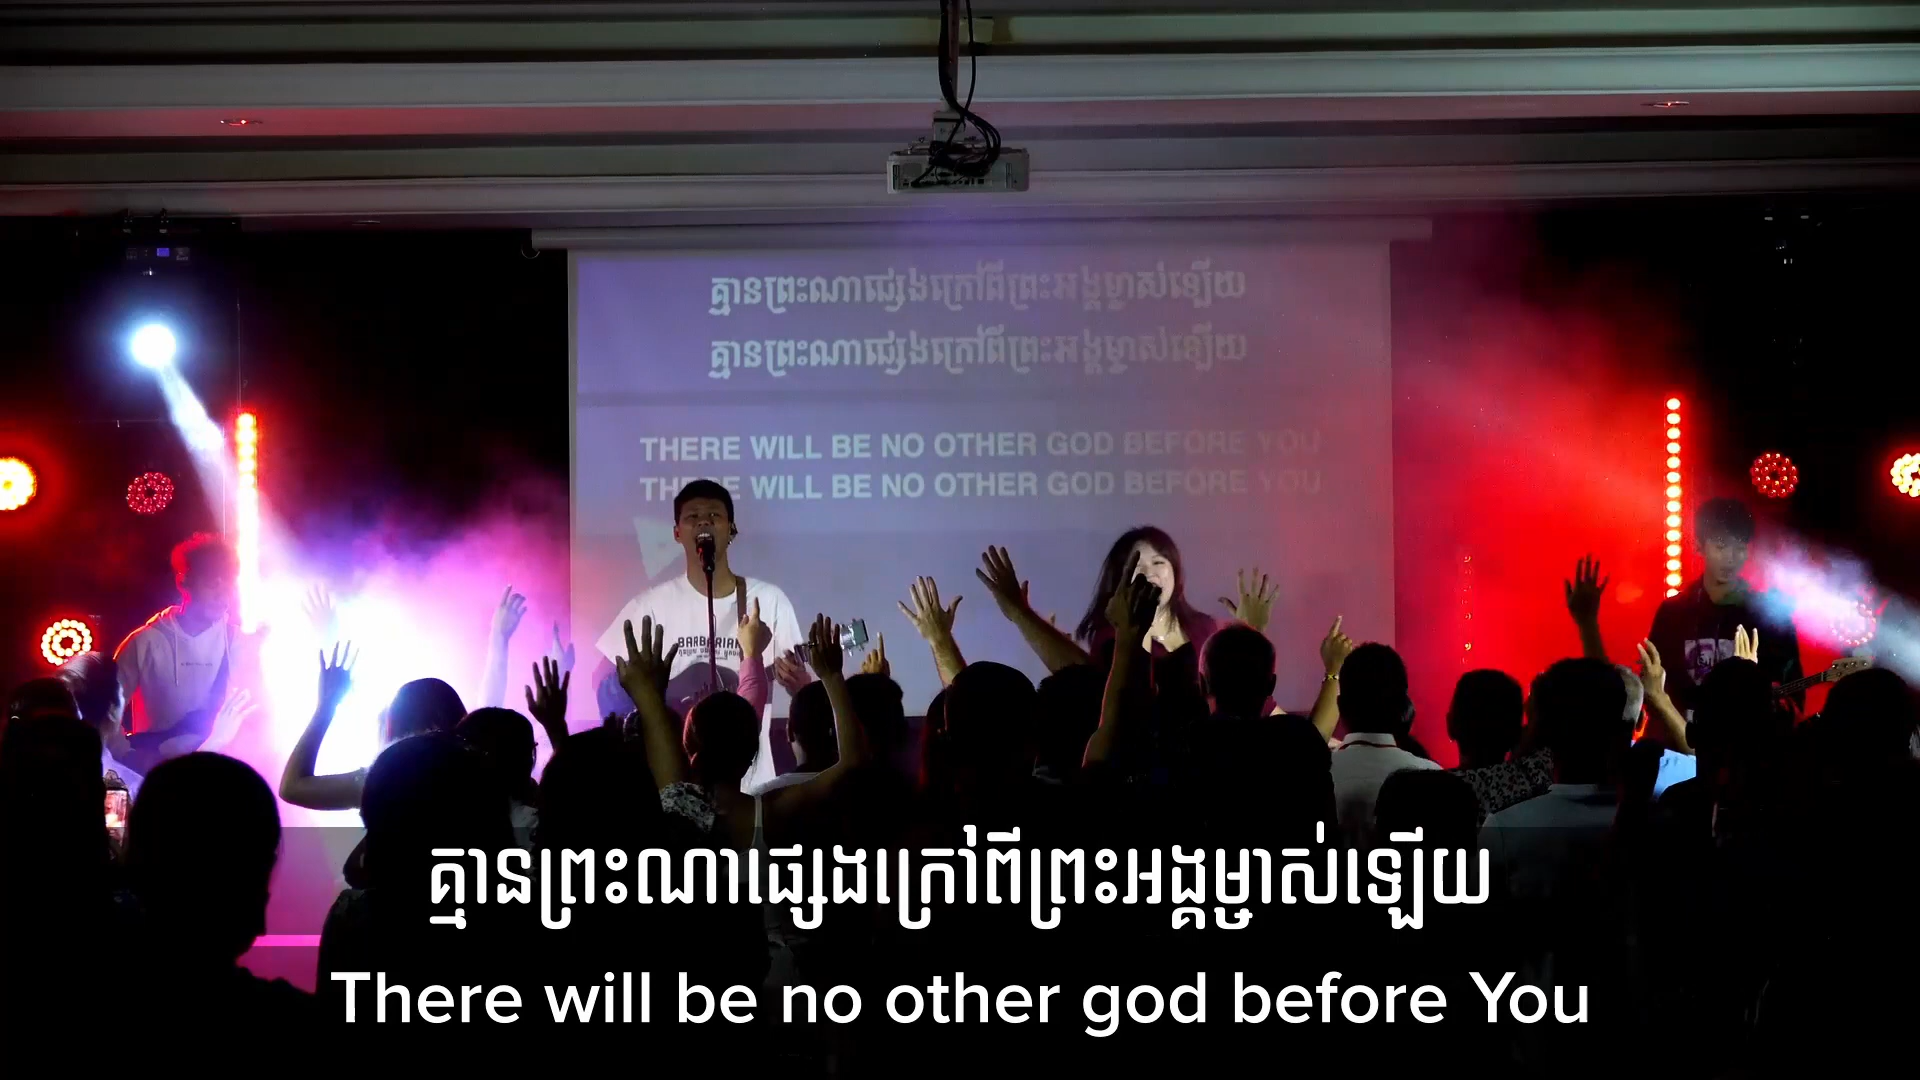 គ្មានព្រះណាផ្សេងក្រៅពីព្រះអង្គម្ចាស់ឡើយ
គ្មានព្រះណាផ្សេងក្រៅពីព្រះអង្គម្ចាស់ឡើយ
THERE WILL BE NO OTHER GOD BEFORE YOU
THERE WILL BE NO OTHER GOD BEFORE YOU
BARBARIAN
គ្មានព្រះណាផ្សេងក្រៅពីព្រះអង្គម្ចាស់ឡើយ
There will be no other god before You